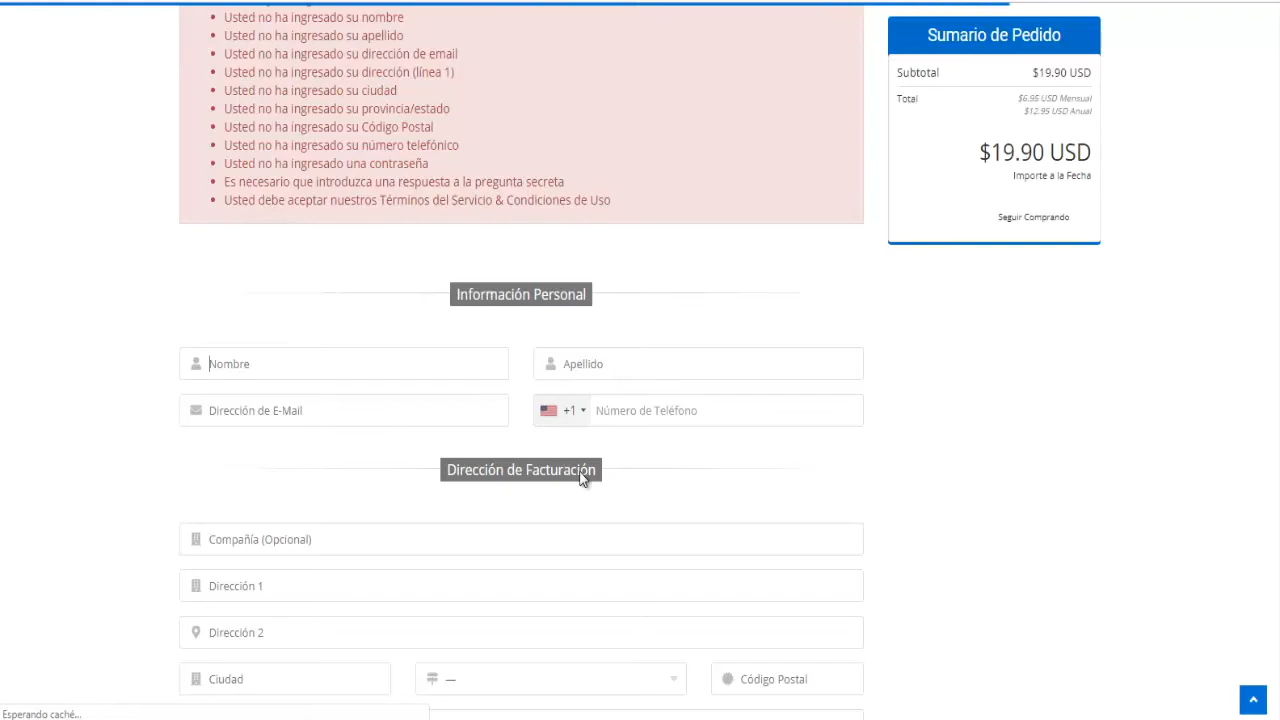 Usted no ha ingresado su nombre
Usted no ha ingresado su apellido
Usted no ha ingresado su dirección de email
Usted no ha ingresado su dirección (línea 1)
Usted no ha ingresado su ciudad
Usted no ha ingresado su provincia/estado
Usted no ha ingresado su Código Postal
Usted no ha ingresado su número telefónico
Usted no ha ingresado una contraseña
Es necesario que introduzca una respuesta a la pregunta secreta
Usted debe aceptar nuestros Términos del Servicio & Condiciones de Uso
Sumario de Pedido
Subtotal $19.90 USD
Total $6.95 USD Mensual
$12.95 USD Anual
$19.90 USD
Importe a la Fecha
Seguir Comprando
Información Personal
Nombre Apellido
Dirección de E-Mail +1 Número de Teléfono
Dirección de Facturación
Compañía (Opcional)
Dirección 1
Dirección 2
Ciudad — Código Postal
Esperando caché...